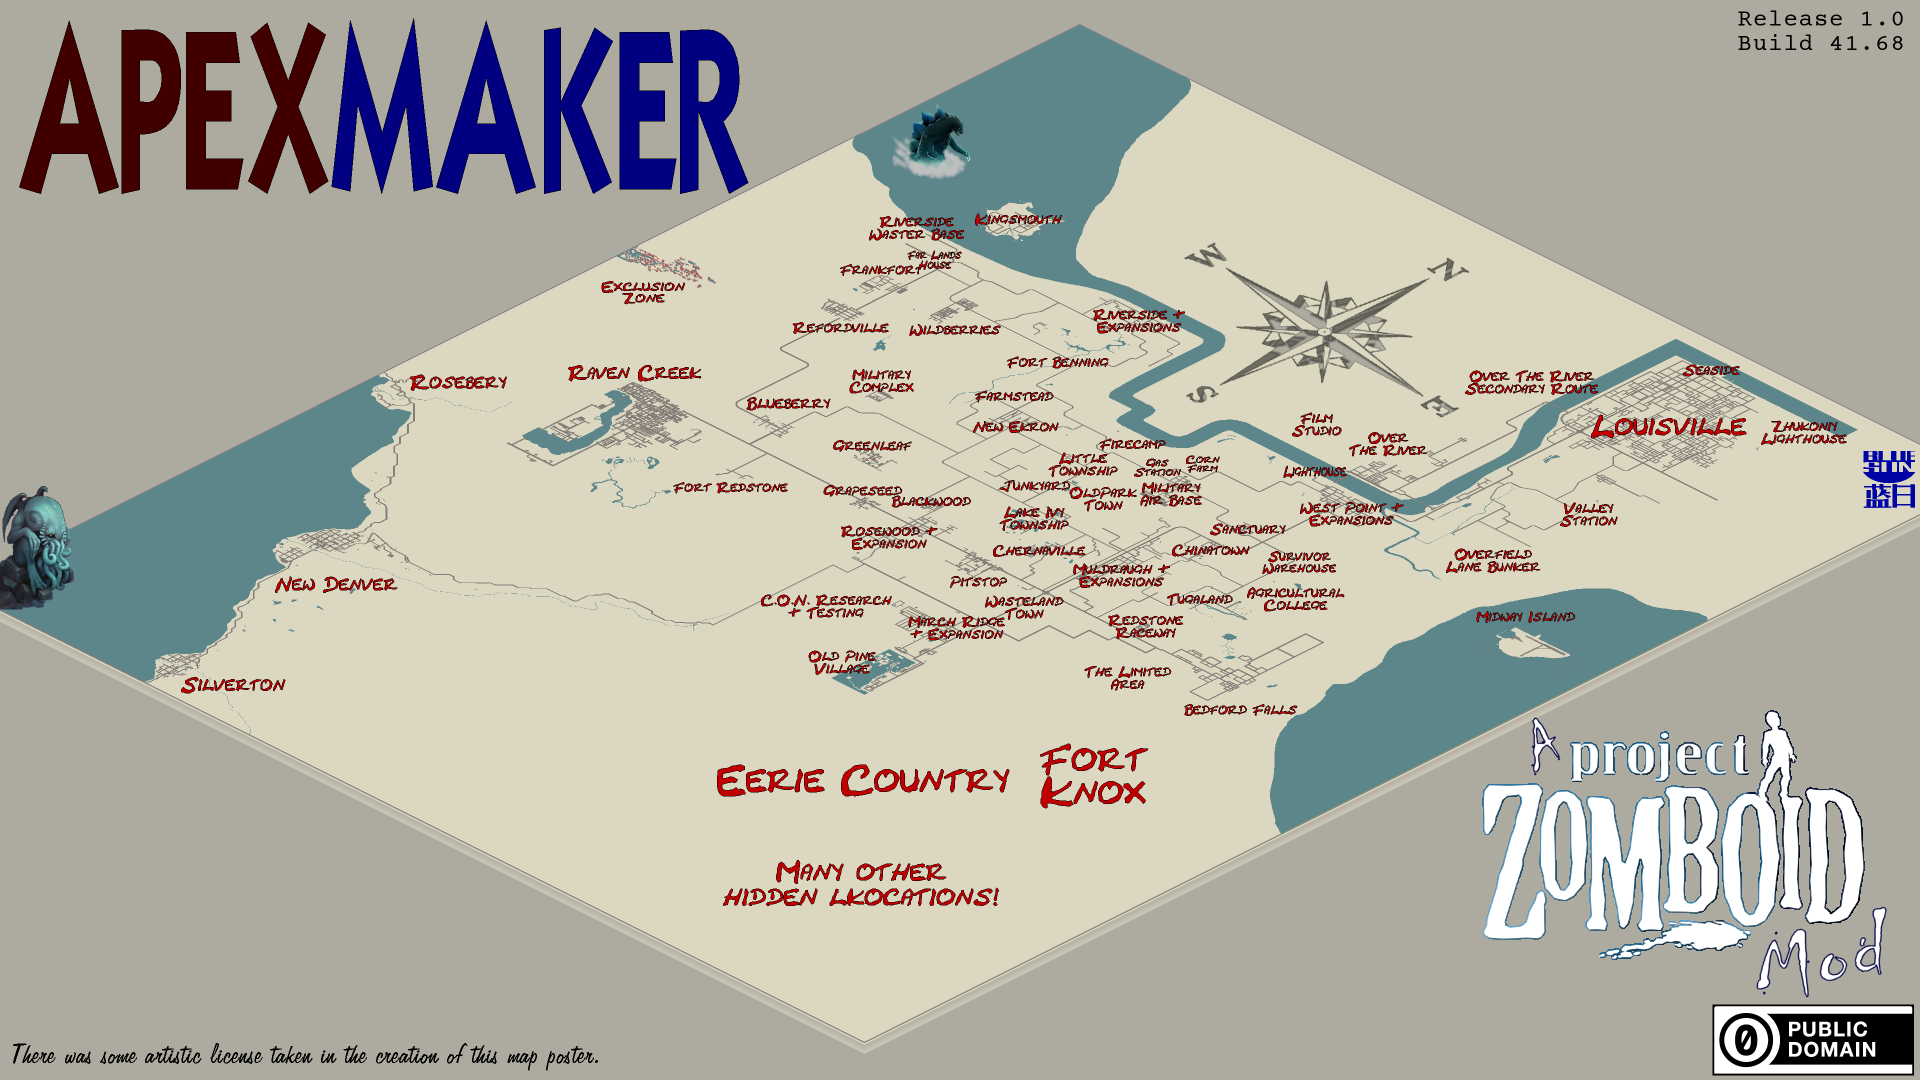 APEXMAKER
Release 1.0
Build 41.68
W
N
S
E
RIVERSIDE
WASTER BASE
KINGSMOUTH
FAR LANDS
HOUSE
FRANKFORT
EXCLUSION
ZONE
REFORDVILLE
WILDBERRIES
RIVERSIDE +
EXPANSIONS
FORT BENNING
ROSEBERY
RAVEN CREEK
MILITARY
COMPLEX
BLUEBERRY
FARMSTEAD
NEW EKRON
OVER THE RIVER
SECONDARY ROUTE
SEASIDE
LOUISVILLE
ZHUKONY
LIGHTHOUSE
BLUE
SUN
蓝日
FILM
STUDIO
OVER
THE RIVER
GREENLEAF
FIRECAMP
LITTLE
TOWNSHIP
GAS
STATION
CORN
FARM
LIGHTHOUSE
FORT REDSTONE
GRAPESEED
BLACKWOOD
JUNKYARD
OLDPARK
TOWN
MILITARY
AIR BASE
LAKE IVY
TOWNSHIP
WEST POINT +
EXPANSIONS
VALLEY
STATION
ROSEWOOD +
EXPANSION
SANCTUARY
CHERNAVILLE
CHINATOWN
SURVIVOR
WAREHOUSE
OVERFIELD
LANE BUNKER
NEW DENVER
PITSTOP
MULDRAUGH +
EXPANSIONS
C.O.N. RESEARCH
+ TESTING
WASTELAND
TOWN
TUGALAND
AGRICULTURAL
COLLEGE
MARCH RIDGE
+ EXPANSION
REDSTONE
RACEWAY
MIDWAY ISLAND
OLD PINE
VILLAGE
THE LIMITED
AREA
SILVERTON
BEDFORD FALLS
EERIE COUNTRY
FORT
KNOX
MANY OTHER
HIDDEN LKOCATIONS!
A project
ZOMBOID
Mod
0
PUBLIC
DOMAIN
There was some artistic license taken in the creation of this map poster.